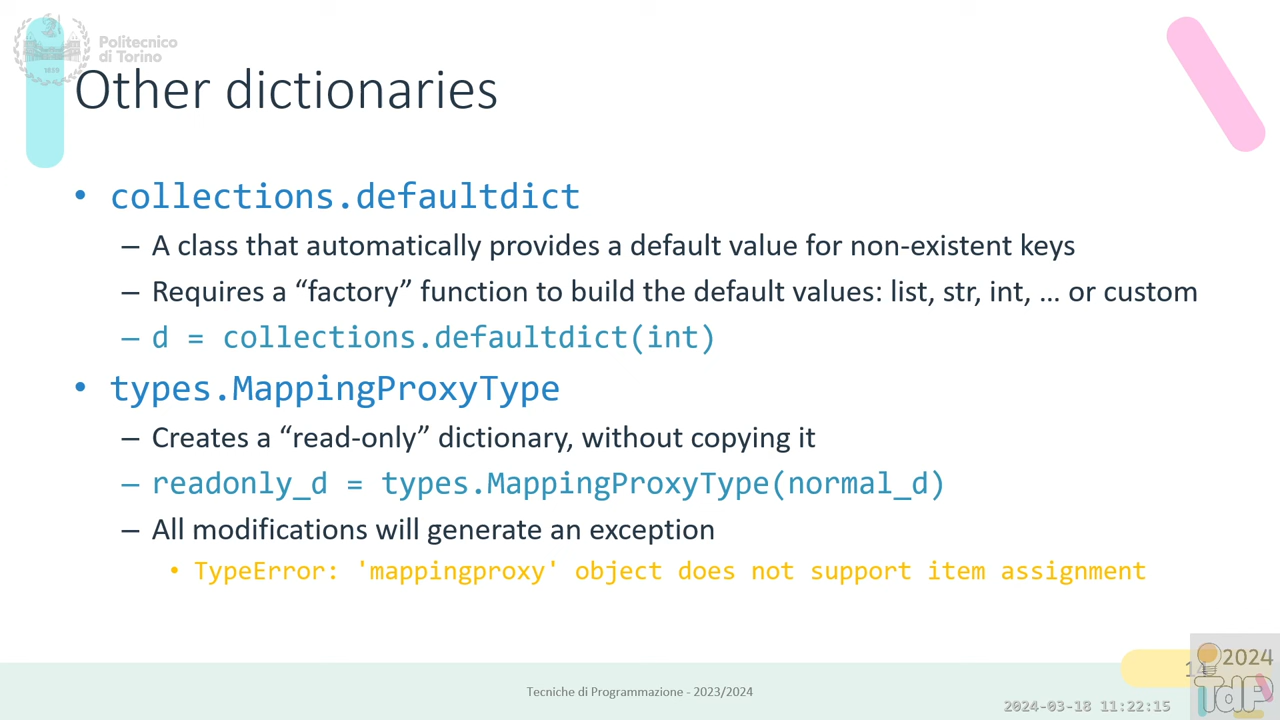 Politecnico
di Torino
1859
Other dictionaries
• collections.defaultdict
– A class that automatically provides a default value for non-existent keys
– Requires a “factory” function to build the default values: list, str, int, … or custom
– d = collections.defaultdict(int)
• types.MappingProxyType
– Creates a “read-only” dictionary, without copying it
– readonly_d = types.MappingProxyType(normal_d)
– All modifications will generate an exception
• TypeError: 'mappingproxy' object does not support item assignment
Tecniche di Programmazione - 2023/2024
2024
TdP
2024-03-18 11:22:15